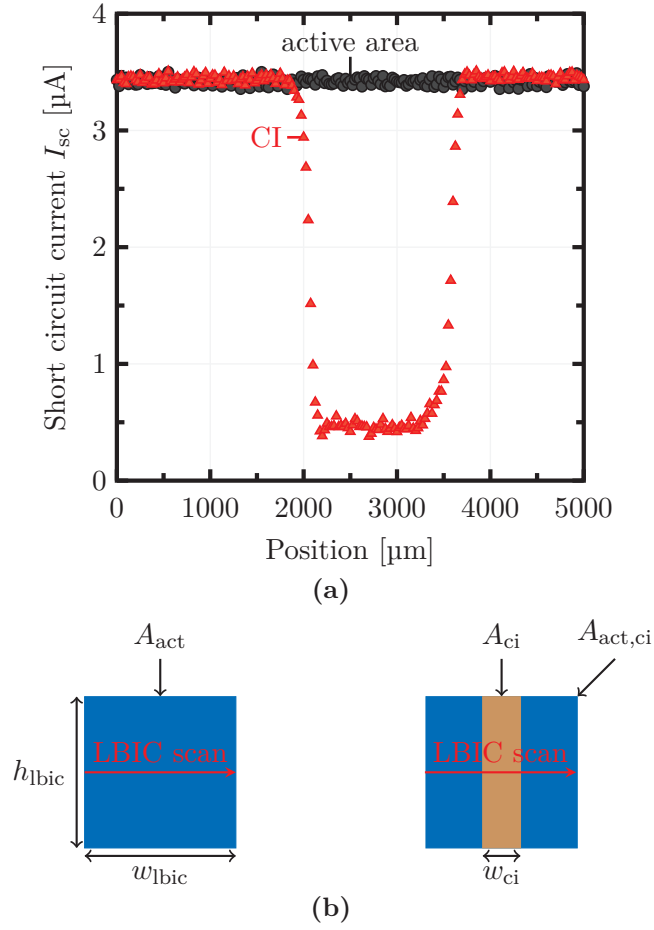 active area
CI
Short circuit current I_sc [µA]
4
3
2
1
0
0 1000 2000 3000 4000 5000
Position [µm]
(a)
A_act
A_ci
A_act,ci
LBIC scan
LBIC scan
h_lbic
w_lbic
w_ci
(b)